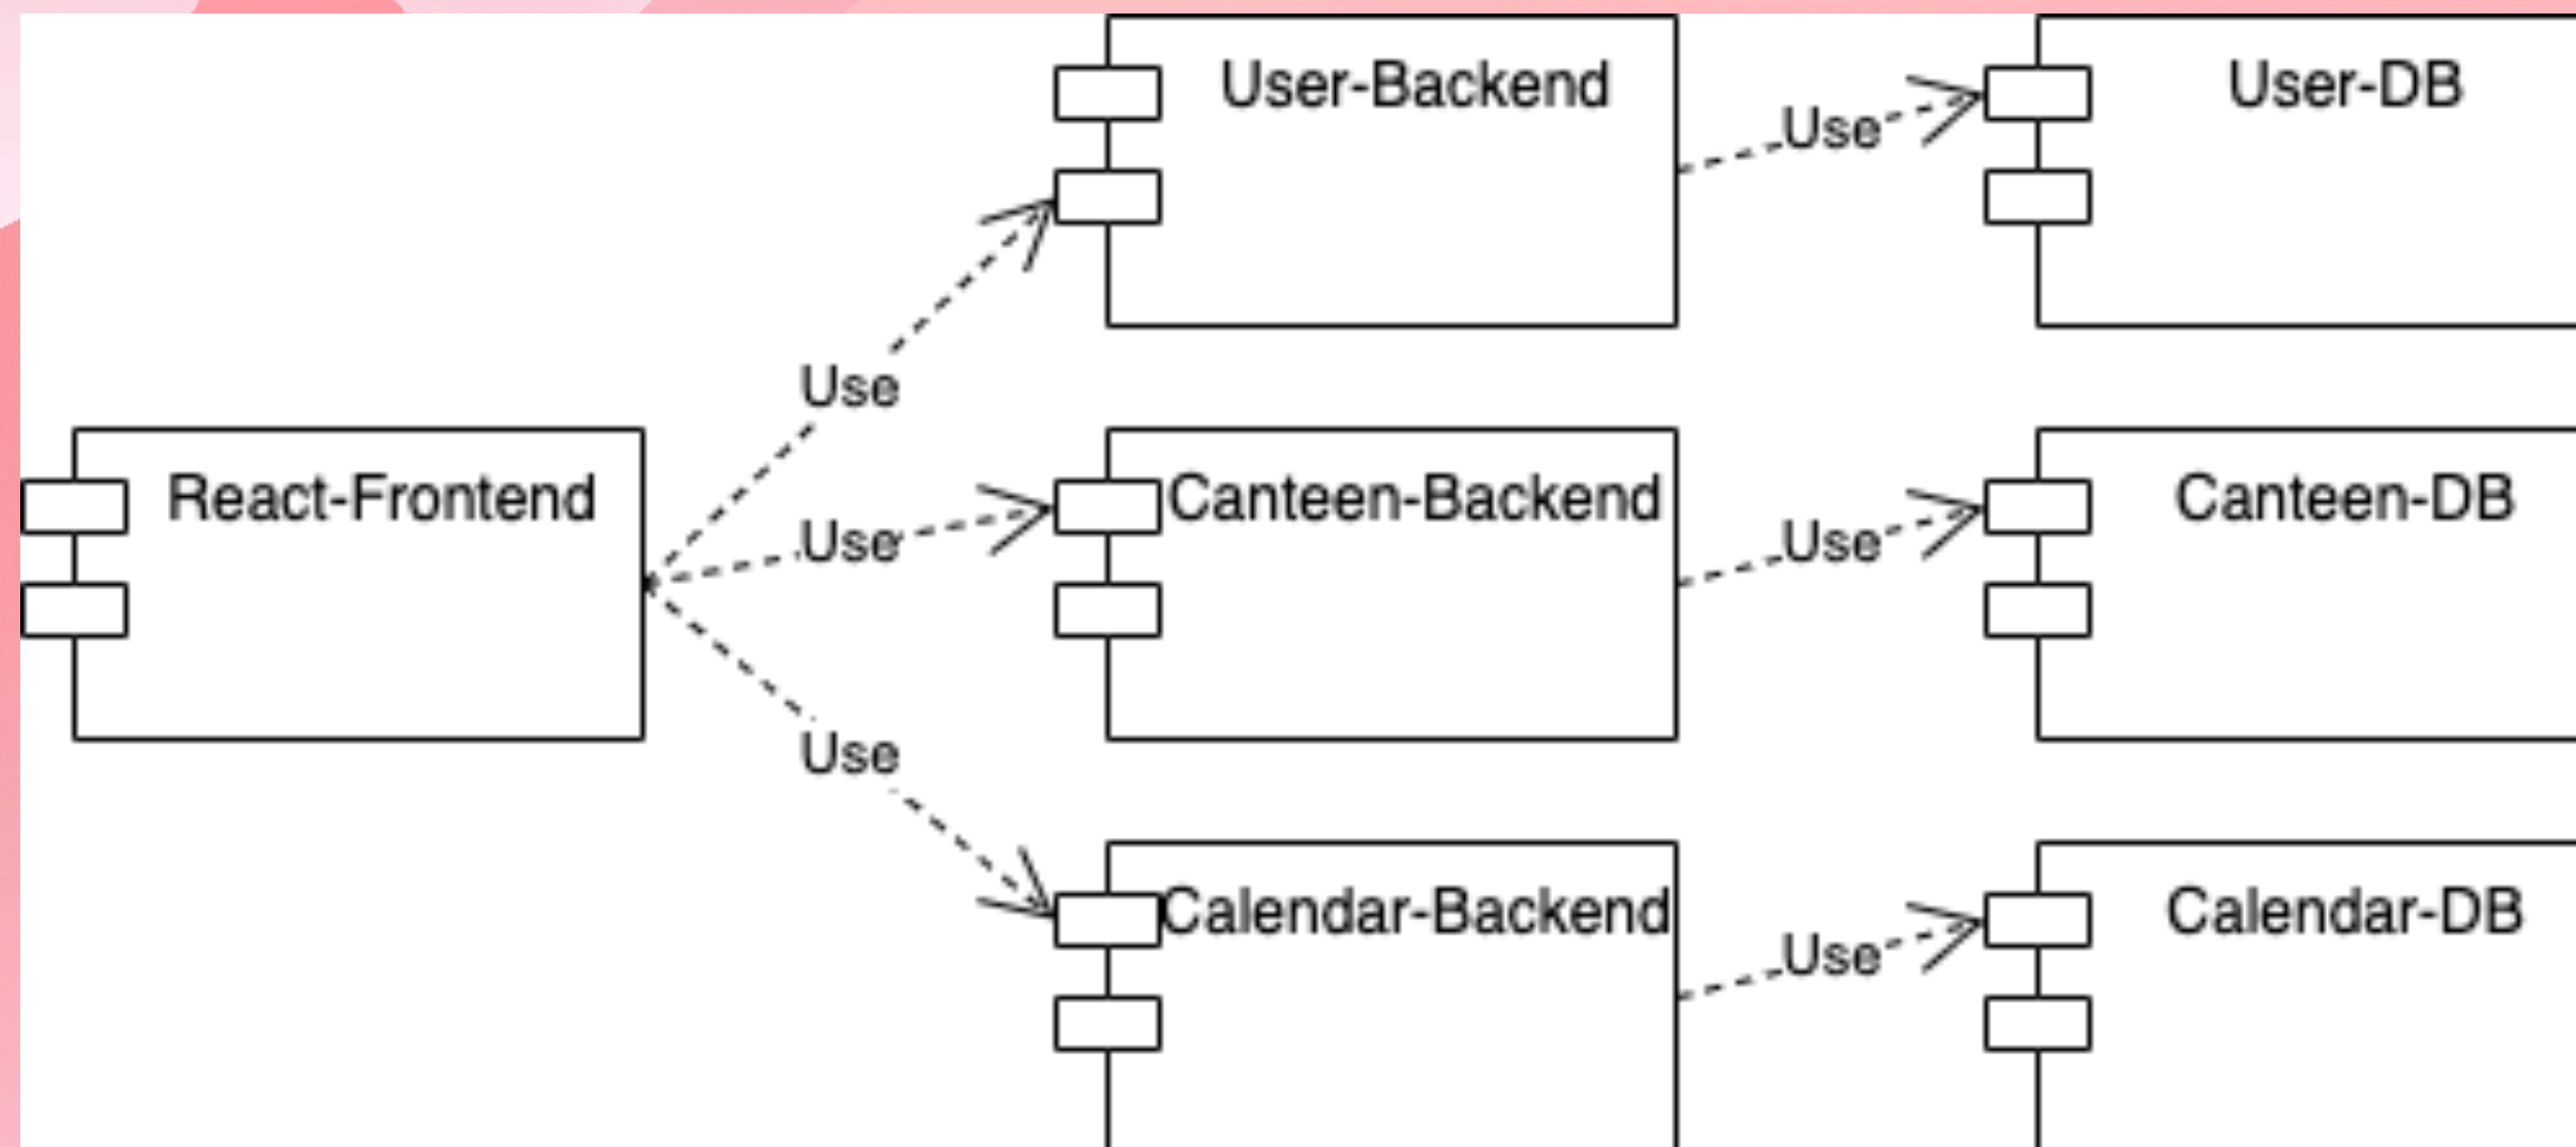 User-Backend
Use
User-DB
Use
React-Frontend
Use
Canteen-Backend
Use
Canteen-DB
Use
Calendar-Backend
Use
Calendar-DB